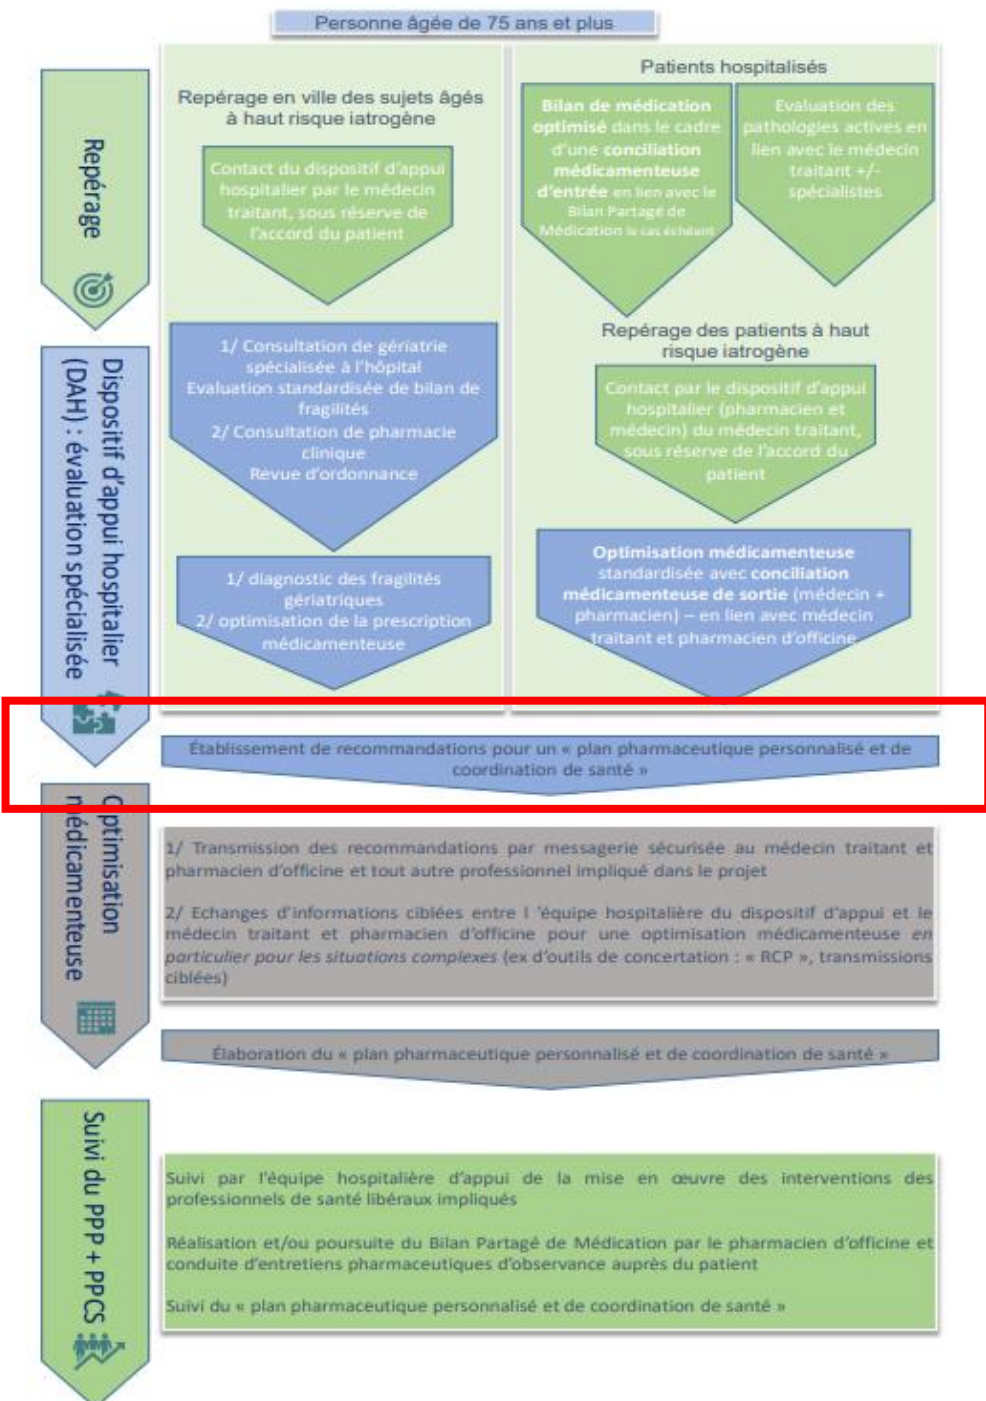 Personne âgée de 75 ans et plus
Repérage
Repérage en ville des sujets âgés
à haut risque iatrogène
Contact du dispositif d'appui
hospitalier par le médecin
traitant, sous réserve de
l'accord du patient
Patients hospitalisés
Bilan de médication
optimisé dans le cadre
d'une conciliation
médicamenteuse
d'entrée en lien avec le
Bilan Partagé de
Médication le cas échéant
Evaluation des
pathologies actives en
lien avec le médecin
traitant +/-
spécialistes
Repérage des patients à haut
risque iatrogène
Contact par le dispositif d'appui
hospitalier (pharmacien et
médecin) du médecin traitant,
sous réserve de l'accord du
patient
Dispositif d'appui hospitalier
(DAH) : évaluation spécialisée
1/ Consultation de gériatrie
spécialisée à l'hôpital
Evaluation standardisée de bilan de
fragilités
2/ Consultation de pharmacie
clinique
Revue d'ordonnance
1/ diagnostic des fragilités
gériatriques
2/ optimisation de la prescription
médicamenteuse
Optimisation médicamenteuse
standardisée avec conciliation
médicamenteuse de sortie (médecin +
pharmacien) – en lien avec médecin
traitant et pharmacien d'officine
Établissement de recommandations pour un « plan pharmaceutique personnalisé et de
coordination de santé »
Optimisation
médicamenteuse
1/ Transmission des recommandations par messagerie sécurisée au médecin traitant et
pharmacien d'officine et tout autre professionnel impliqué dans le projet
2/ Echanges d'informations ciblées entre l 'équipe hospitalière du dispositif d'appui et le
médecin traitant et pharmacien d'officine pour une optimisation médicamenteuse en
particulier pour les situations complexes (ex d'outils de concertation : « RCP », transmissions
ciblées)
Élaboration du « plan pharmaceutique personnalisé et de coordination de santé »
Suivi du PPP + PPCS
Suivi par l'équipe hospitalière d'appui de la mise en œuvre des interventions des
professionnels de santé libéraux impliqués
Réalisation et/ou poursuite du Bilan Partagé de Médication par le pharmacien d'officine et
conduite d'entretiens pharmaceutiques d'observance auprès du patient
Suivi du « plan pharmaceutique personnalisé et de coordination de santé »